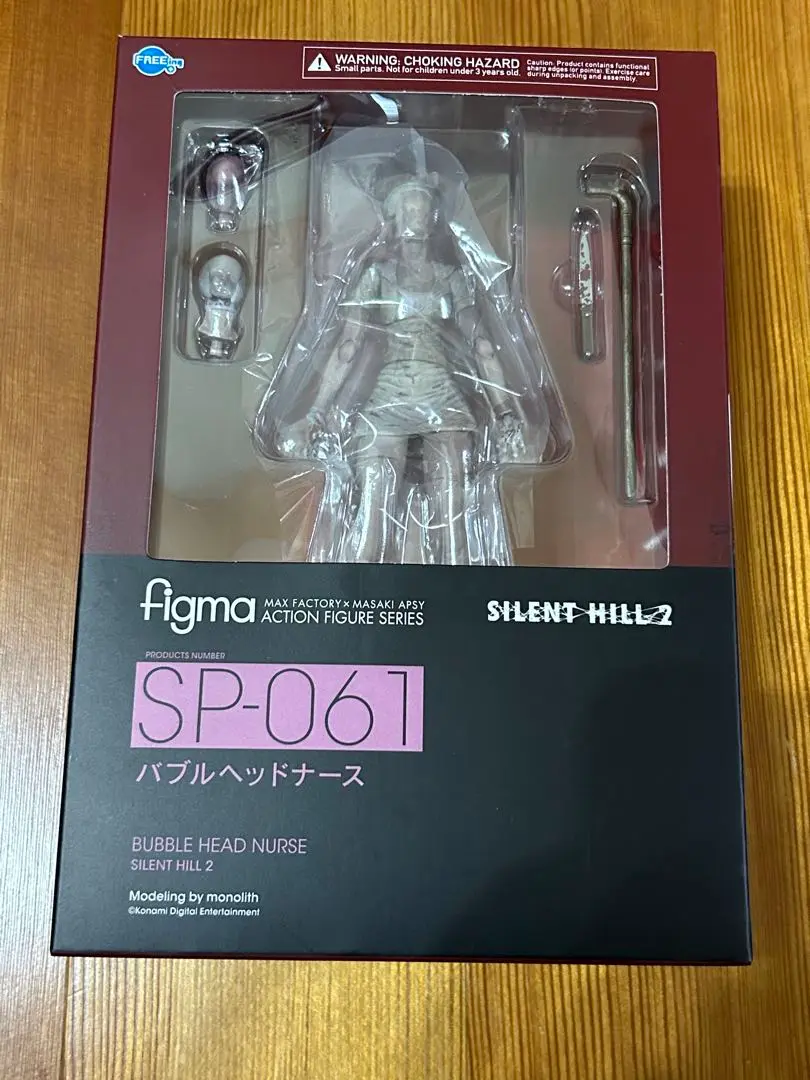 FREEing
WARNING: CHOKING HAZARD
Small parts. Not for children under 3 years old.
Caution. Product contains functional
sharp edges (or points). Exercise care
during unpacking and assembly.
figma
MAX FACTORY × MASAKI APSY
ACTION FIGURE SERIES
SILENT HILL 2
PRODUCTS NUMBER
SP-061
バブルヘッドナース
BUBBLE HEAD NURSE
SILENT HILL 2
Modeling by monolith
©Konami Digital Entertainment